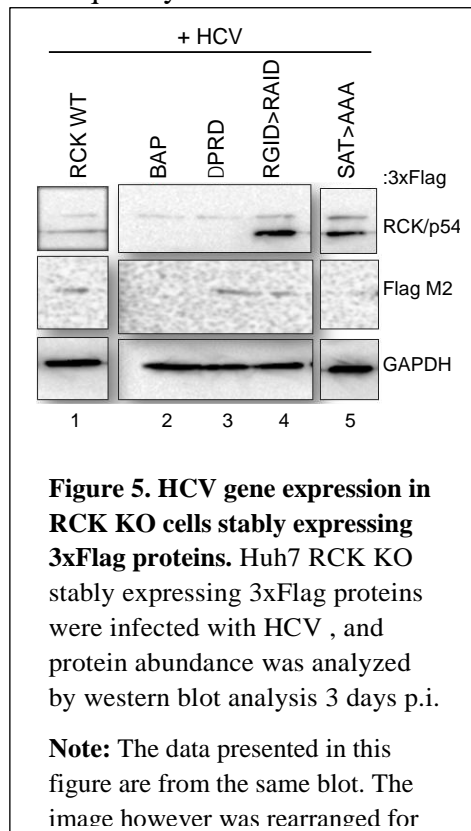 + HCV
RCK WT
BAP
DPRD
RGID>RAID
SAT>AAA
:3xFlag
RCK/p54
Flag M2
GAPDH
1 2 3 4 5
Figure 5. HCV gene expression in
RCK KO cells stably expressing
3xFlag proteins. Huh7 RCK KO
stably expressing 3xFlag proteins
were infected with HCV , and
protein abundance was analyzed
by western blot analysis 3 days p.i.
Note: The data presented in this
figure are from the same blot. The
image however was rearranged for